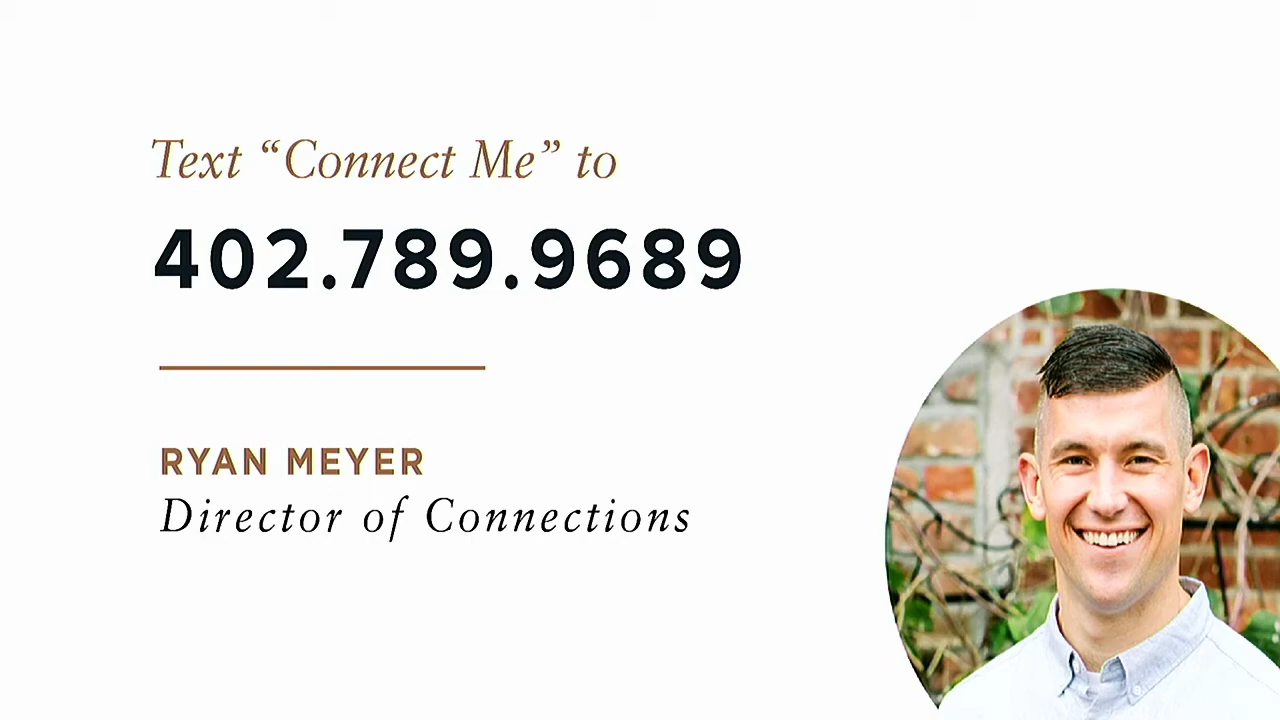 Text “Connect Me” to
402.789.9689
RYAN MEYER
Director of Connections